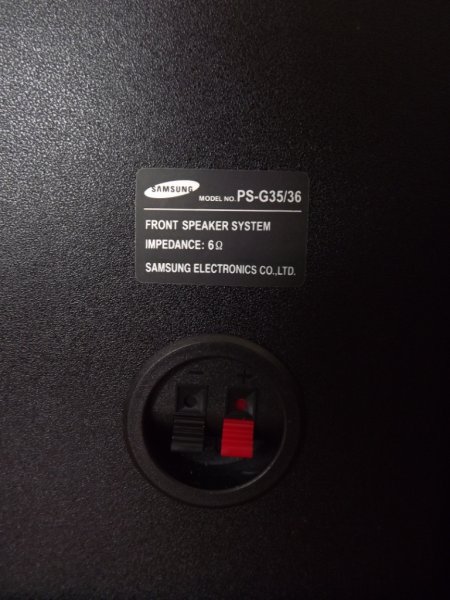 SAMSUNG MODEL NO. PS-G35/36
FRONT SPEAKER SYSTEM
IMPEDANCE: 6Ω
SAMSUNG ELECTRONICS CO.,LTD.
− +